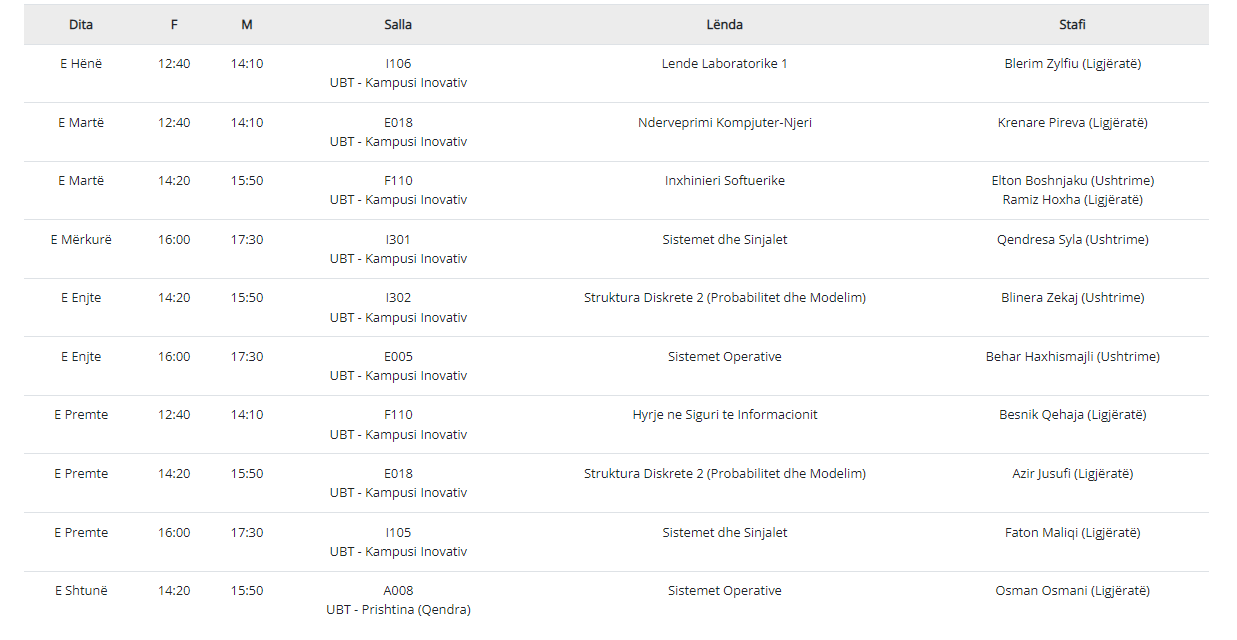 Dita F M Salla Lënda Stafi
E Hënë 12:40 14:10 I106 Lende Laboratorike 1 Blerim Zylfiu (Ligjëratë)
UBT - Kampusi Inovativ
E Martë 12:40 14:10 E018 Nderveprimi Kompjuter-Njeri Krenare Pireva (Ligjëratë)
UBT - Kampusi Inovativ
E Martë 14:20 15:50 F110 Inxhinieri Softuerike Elton Boshnjaku (Ushtrime)
UBT - Kampusi Inovativ Ramiz Hoxha (Ligjëratë)
E Mërkurë 16:00 17:30 I301 Sistemet dhe Sinjalet Qendresa Syla (Ushtrime)
UBT - Kampusi Inovativ
E Enjte 14:20 15:50 I302 Struktura Diskrete 2 (Probabilitet dhe Modelim) Blinera Zekaj (Ushtrime)
UBT - Kampusi Inovativ
E Enjte 16:00 17:30 E005 Sistemet Operative Behar Haxhismajli (Ushtrime)
UBT - Kampusi Inovativ
E Premte 12:40 14:10 F110 Hyrje ne Siguri te Informacionit Besnik Qehaja (Ligjëratë)
UBT - Kampusi Inovativ
E Premte 14:20 15:50 E018 Struktura Diskrete 2 (Probabilitet dhe Modelim) Azir Jusufi (Ligjëratë)
UBT - Kampusi Inovativ
E Premte 16:00 17:30 I105 Sistemet dhe Sinjalet Faton Maliqi (Ligjëratë)
UBT - Kampusi Inovativ
E Shtunë 14:20 15:50 A008 Sistemet Operative Osman Osmani (Ligjëratë)
UBT - Prishtina (Qendra)